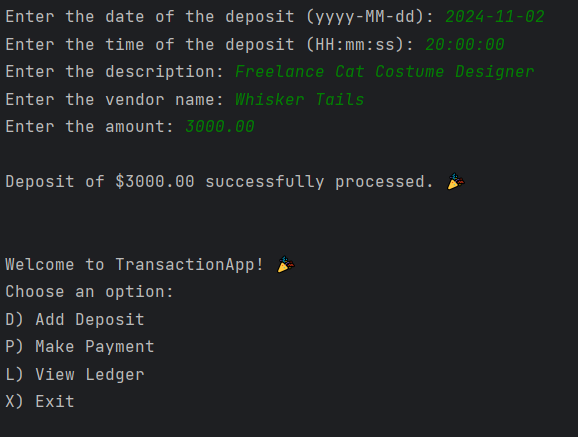 Enter the date of the deposit (yyyy-MM-dd): 2024-11-02
Enter the time of the deposit (HH:mm:ss): 20:00:00
Enter the description: Freelance Cat Costume Designer
Enter the vendor name: Whisker Tails
Enter the amount: 3000.00
Deposit of $3000.00 successfully processed. 🎉
Welcome to TransactionApp! 🎉
Choose an option:
D) Add Deposit
P) Make Payment
L) View Ledger
X) Exit